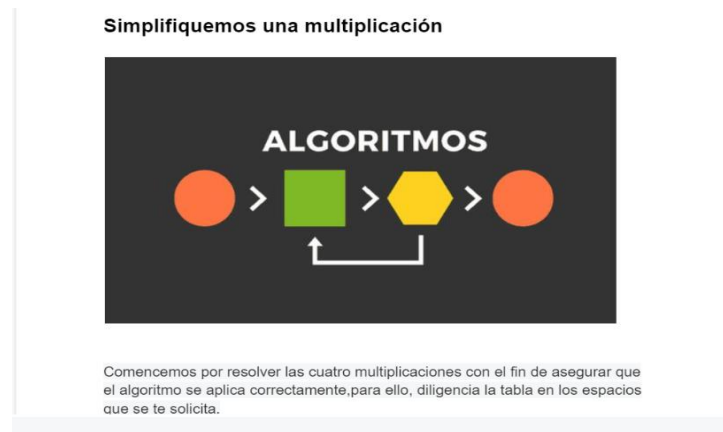 Simplifiquemos una multiplicación
ALGORITMOS
Comencemos por resolver las cuatro multiplicaciones con el fin de asegurar que
el algoritmo se aplica correctamente,para ello, diligencia la tabla en los espacios
que se te solicita.